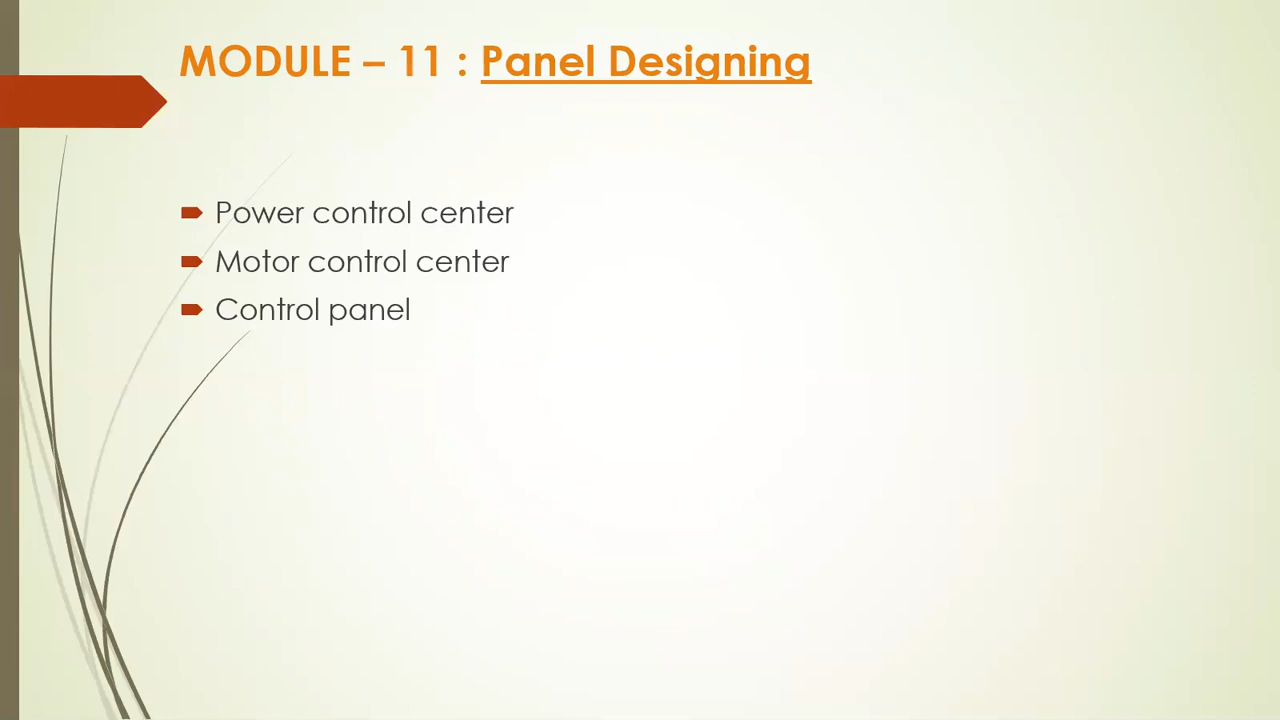 MODULE – 11 : Panel Designing
Power control center
Motor control center
Control panel